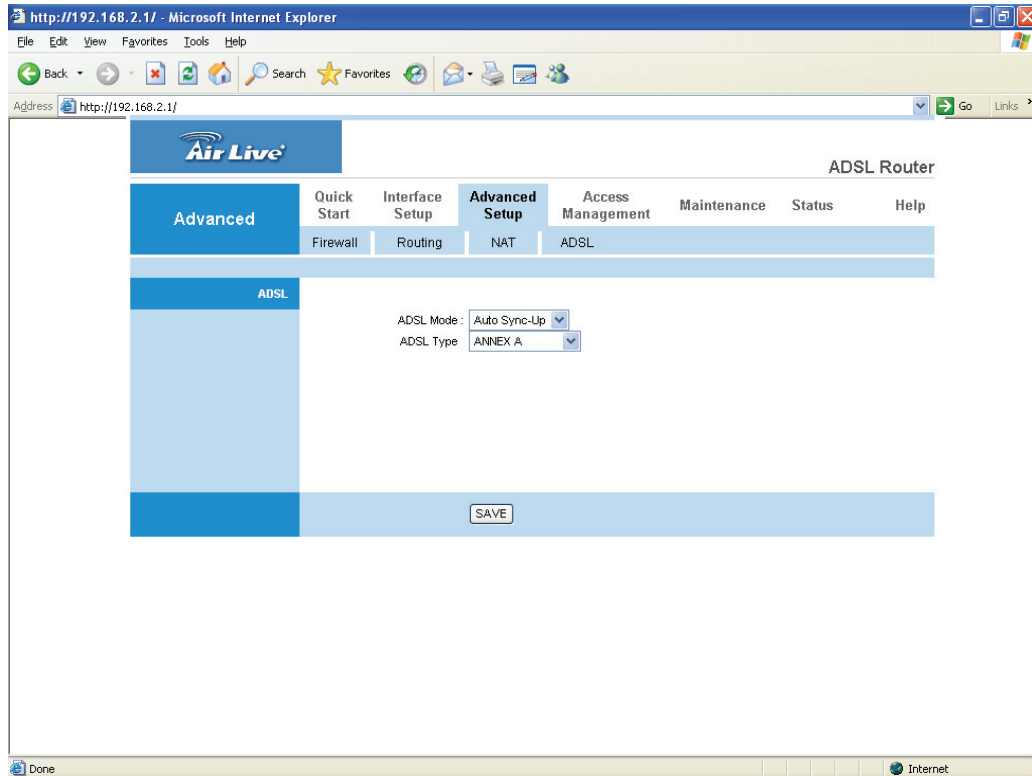 http://192.168.2.1/ - Microsoft Internet Explorer
File Edit View Favorites Tools Help
Back Search Favorites
Address http://192.168.2.1/ Go Links
Air Live
ADSL Router
Advanced
Quick Start
Interface Setup
Advanced Setup
Access Management
Maintenance
Status
Help
Firewall Routing NAT ADSL
ADSL
ADSL Mode : Auto Sync-Up
ADSL Type ANNEX A
SAVE
Done Internet